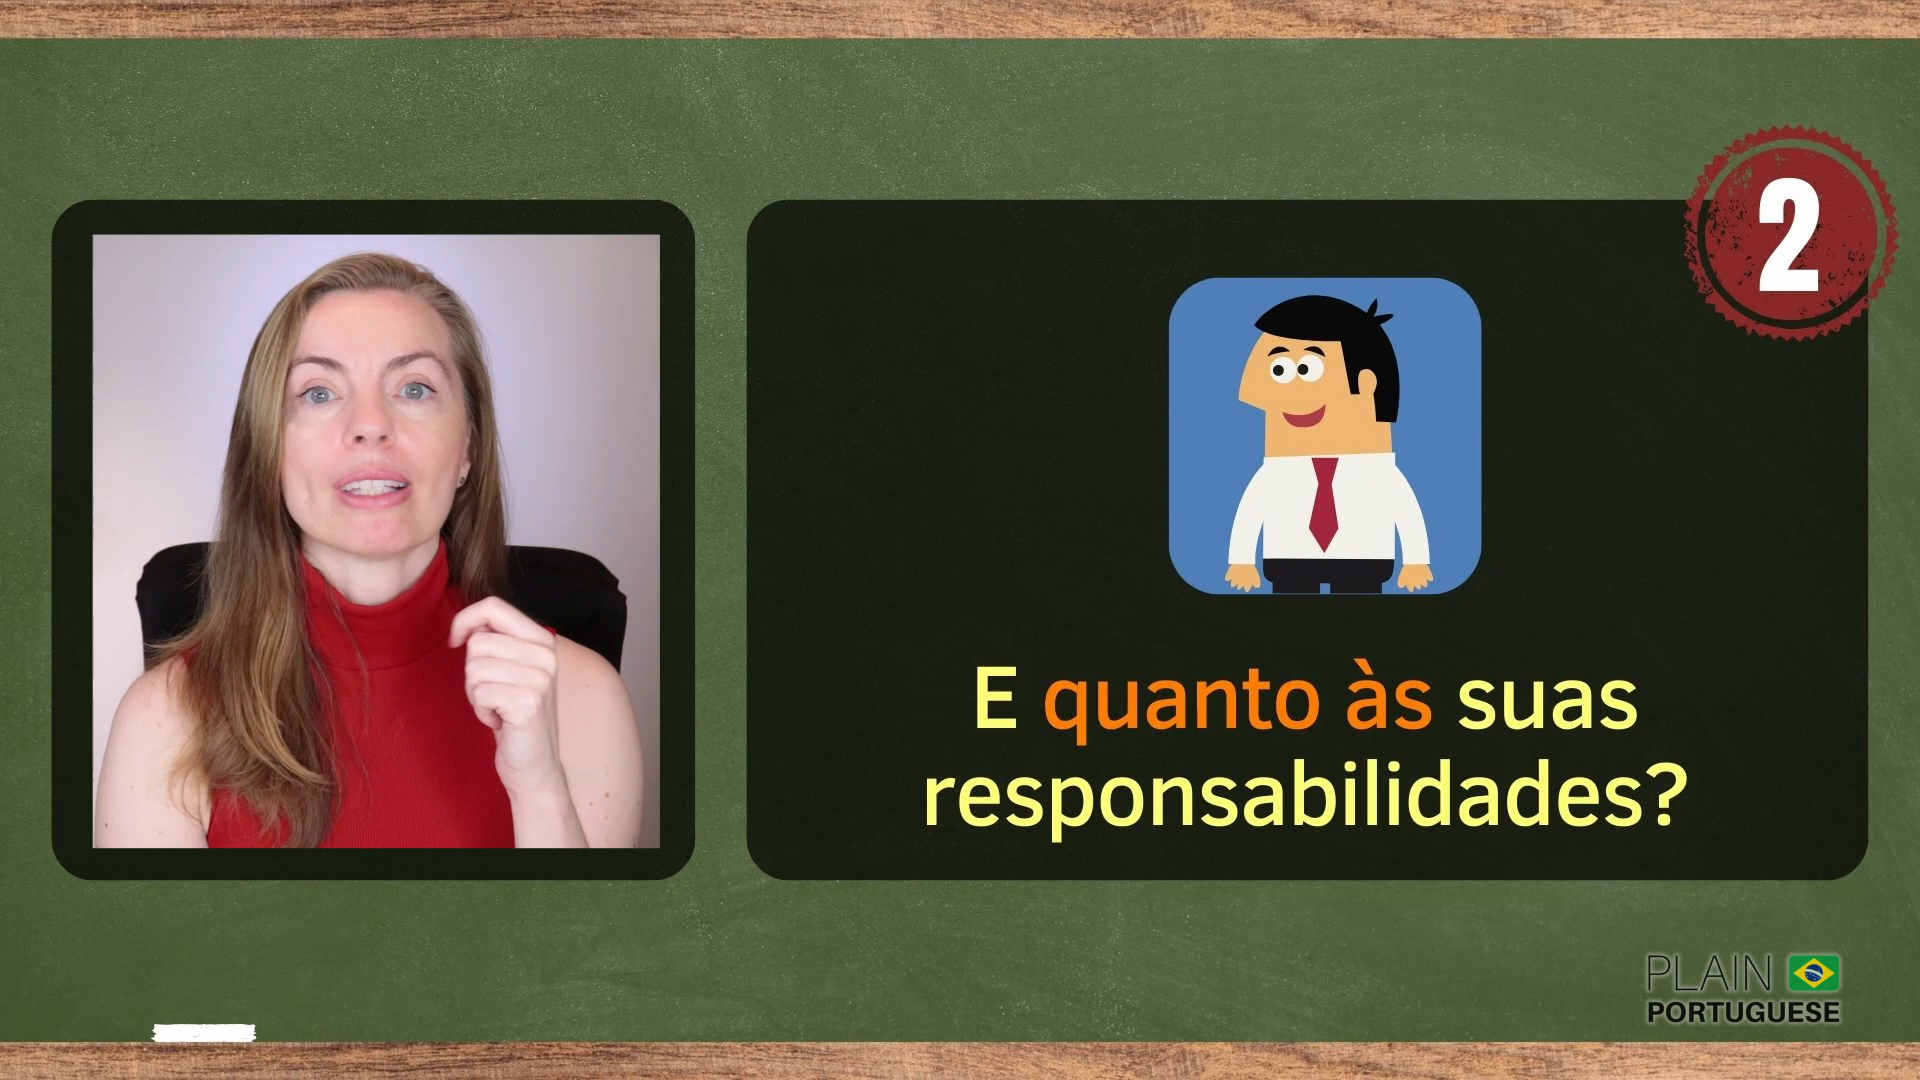 2
E quanto às suas
responsabilidades?
PLAIN
PORTUGUESE